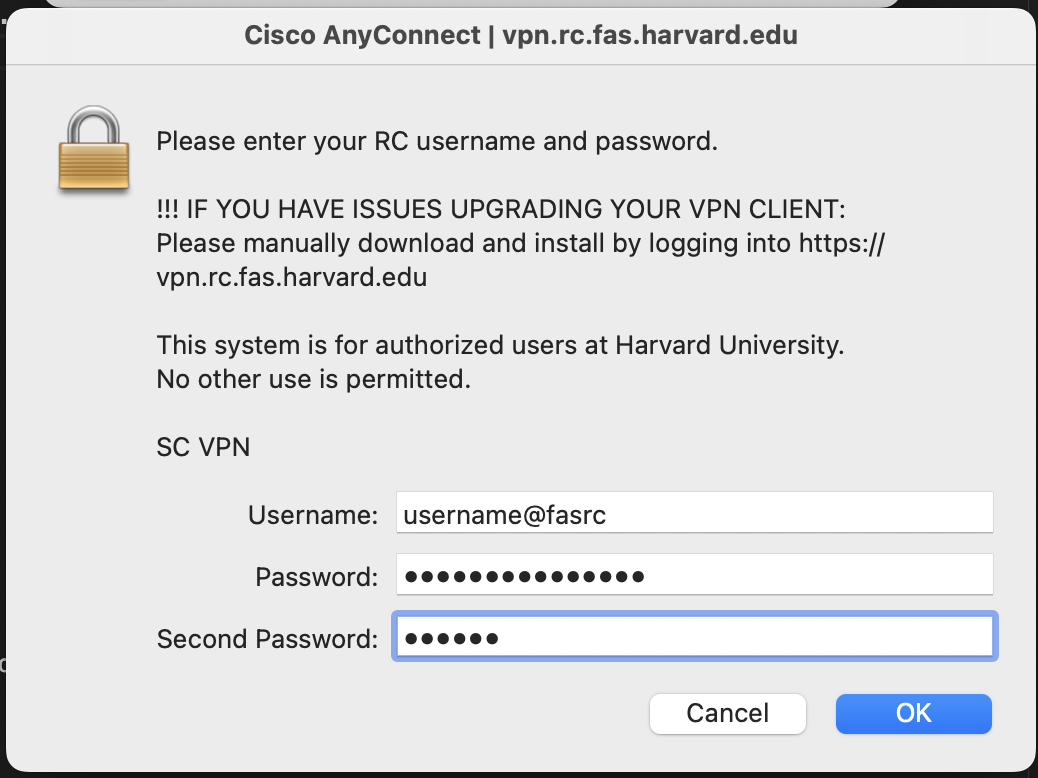 Cisco AnyConnect | vpn.rc.fas.harvard.edu
Please enter your RC username and password.
!!! IF YOU HAVE ISSUES UPGRADING YOUR VPN CLIENT:
Please manually download and install by logging into https://
vpn.rc.fas.harvard.edu
This system is for authorized users at Harvard University.
No other use is permitted.
SC VPN
Username: username@fasrc
Password: •••••••••••••••
Second Password: ••••••
Cancel OK